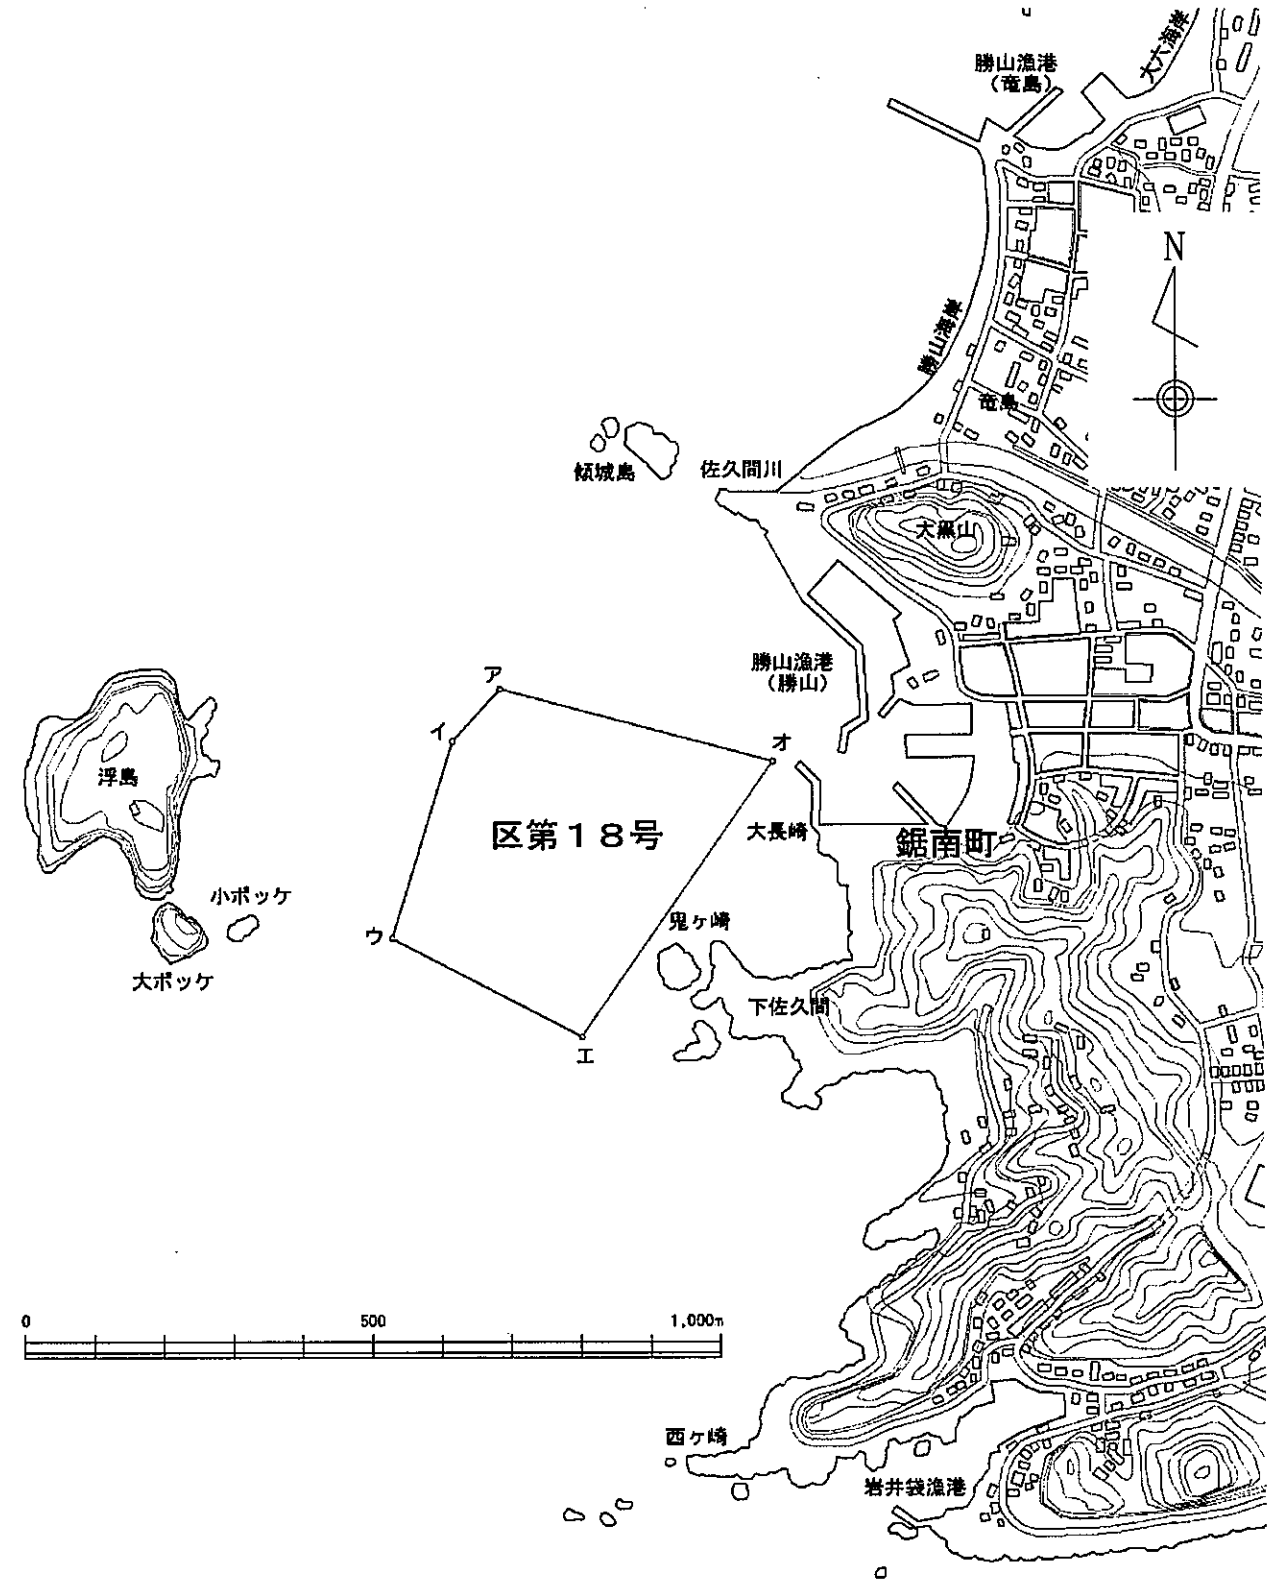 勝山漁港
(竜島)
大六海岸
N
勝山海岸
竜島
傾城島
佐久間川
大黒山
勝山漁港
(勝山)
ア
イ
オ
浮島
区第18号
大長崎
鋸南町
小ボッケ
鬼ヶ崎
ウ
大ボッケ
下佐久間
エ
0 500 1,000m
西ヶ崎
岩井袋漁港